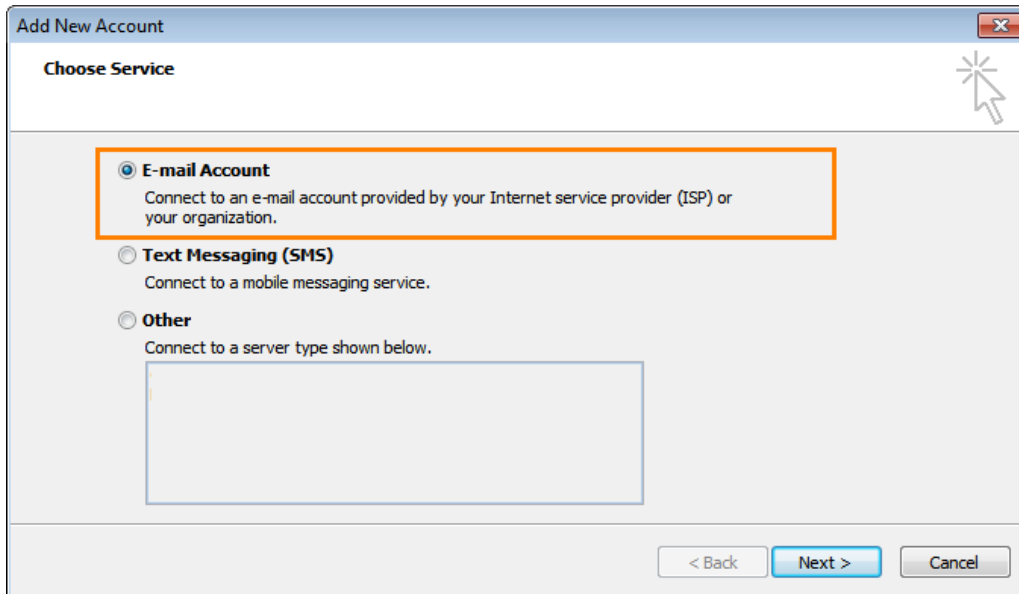 Add New Account
Choose Service
E-mail Account
Connect to an e-mail account provided by your Internet service provider (ISP) or
your organization.
Text Messaging (SMS)
Connect to a mobile messaging service.
Other
Connect to a server type shown below.
< Back Next > Cancel